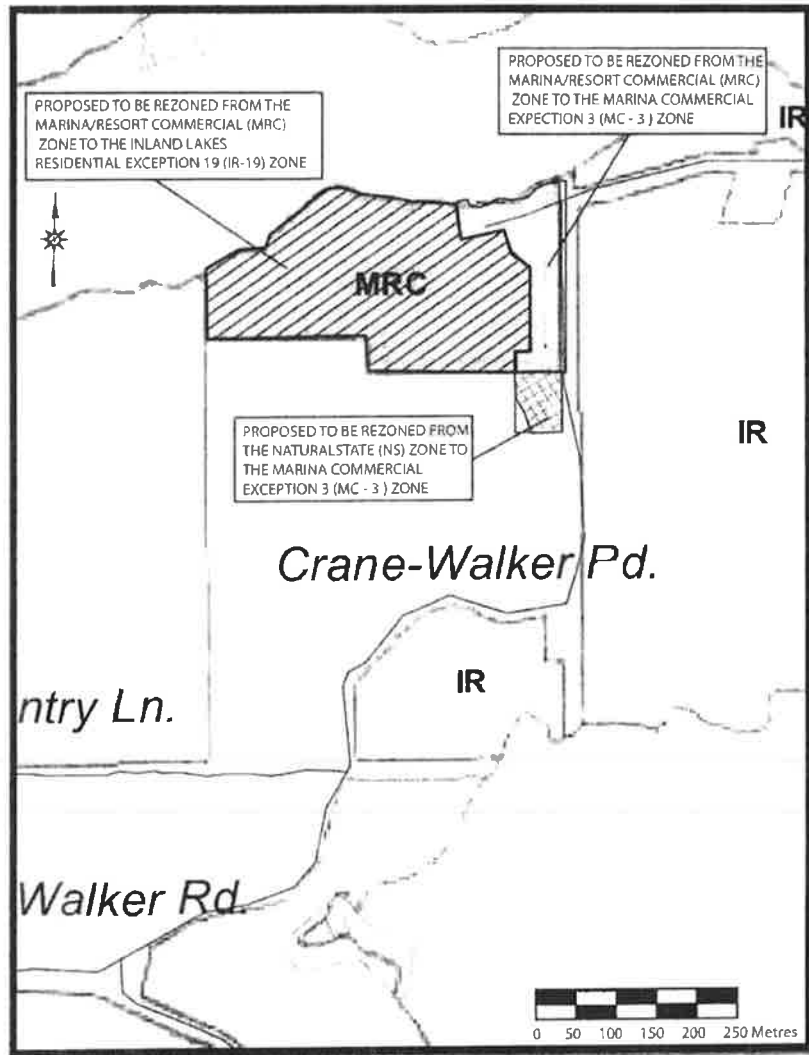 PROPOSED TO BE REZONED FROM THE
MARINA/RESORT COMMERCIAL (MRC)
ZONE TO THE INLAND LAKES
RESIDENTIAL EXCEPTION 19 (IR-19) ZONE
PROPOSED TO BE REZONED FROM THE
MARINA/RESORT COMMERCIAL (MRC)
ZONE TO THE MARINA COMMERCIAL
EXPECTION 3 (MC - 3 ) ZONE
IR
MRC
PROPOSED TO BE REZONED FROM
THE NATURALSTATE (NS) ZONE TO
THE MARINA COMMERCIAL
EXCEPTION 3 (MC - 3 ) ZONE
IR
Crane-Walker Pd.
IR
ntry Ln.
Walker Rd.
0 50 100 150 200 250 Metres